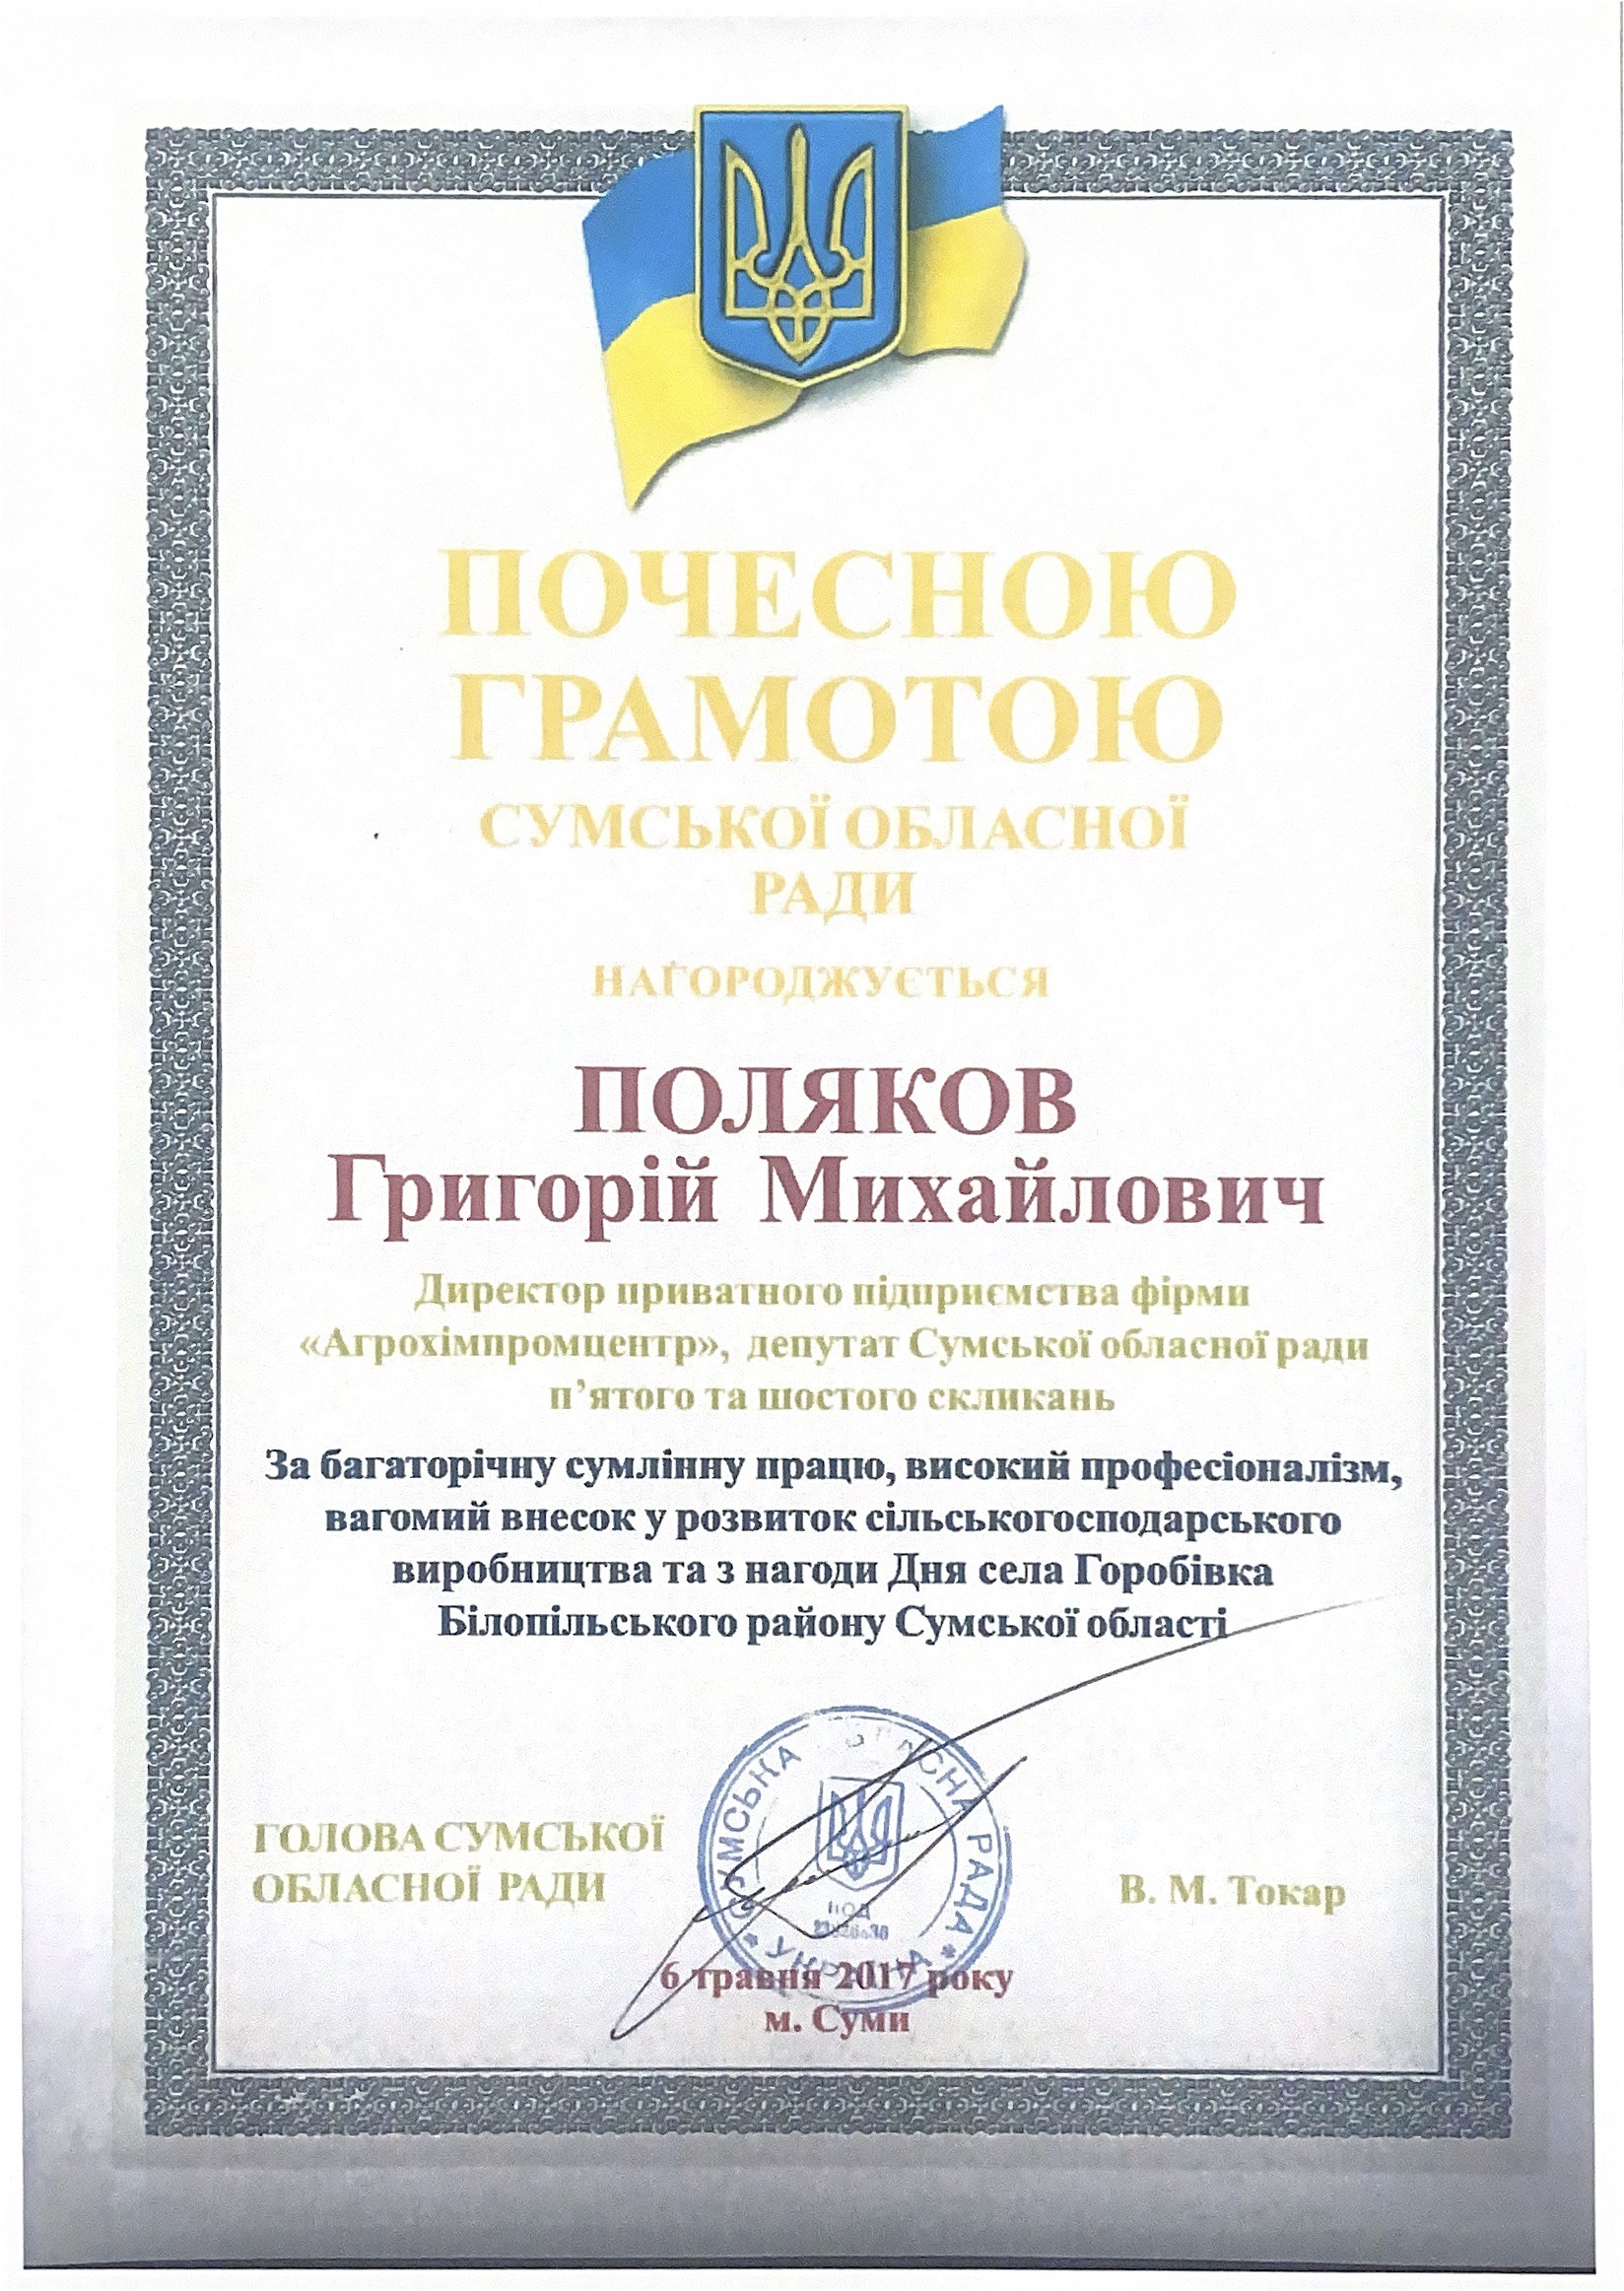 ПОЧЕСНОЮ
ГРАМОТОЮ
СУМСЬКОЇ ОБЛАСНОЇ
РАДИ
НАГОРОДЖУЄТЬСЯ
ПОЛЯКОВ
Григорій Михайлович
Директор приватного підприємства фірми
«Агрохімпромцентр», депутат Сумської обласної ради
п’ятого та шостого скликань
За багаторічну сумлінну працю, високий професіоналізм,
вагомий внесок у розвиток сільськогосподарського
виробництва та з нагоди Дня села Горобівка
Білопільського району Сумської області
ГОЛОВА СУМСЬКОЇ
ОБЛАСНОЇ РАДИ
СУМСЬКА ОБЛАСНА РАДА
УКРАЇНА
В. М. Токар
6 травня 2017 року
м. Суми